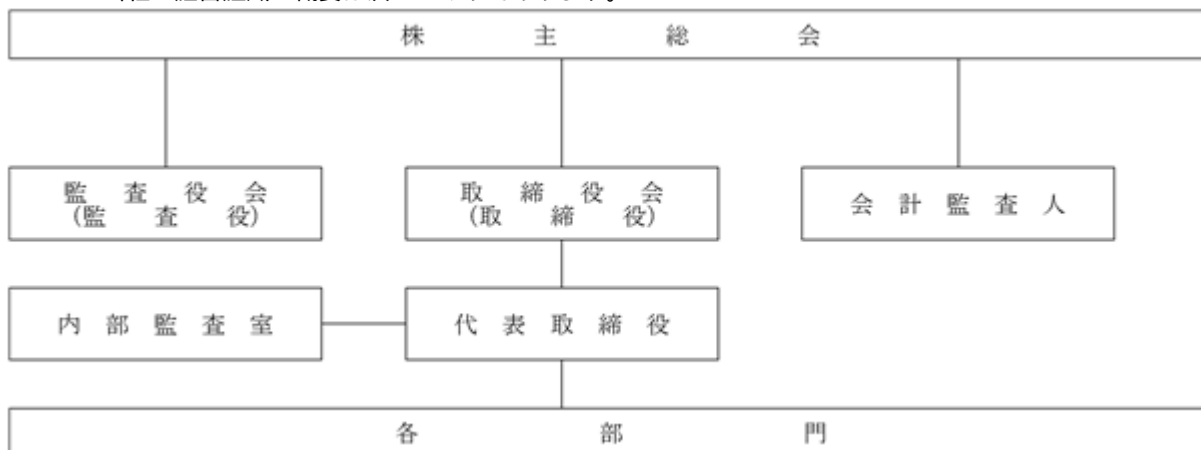 株主総会
監査役会
(監査役)
取締役会
(取締役)
会計監査人
内部監査室
代表取締役
各部門